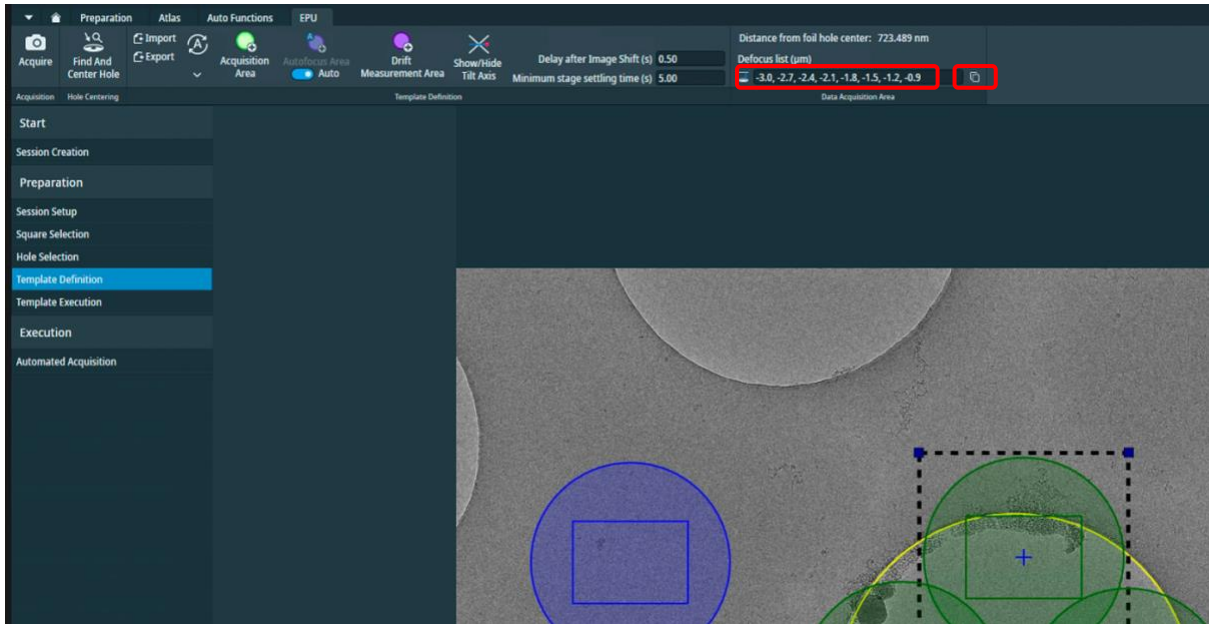 Preparation Atlas Auto Functions EPU
Acquire
Find And
Center Hole
Import
Export
A
Acquisition
Area
A
Autofocus Area
Auto
Drift
Measurement Area
Show/Hide
Tilt Axis
Delay after Image Shift (s) 0.50
Minimum stage settling time (s) 5.00
Distance from foil hole center: 723.489 nm
Defocus list (µm)
-3.0, -2.7, -2.4, -2.1, -1.8, -1.5, -1.2, -0.9
Acquisition Hole Centering Template Definition Data Acquisition Area
Start
Session Creation
Preparation
Session Setup
Square Selection
Hole Selection
Template Definition
Template Execution
Execution
Automated Acquisition